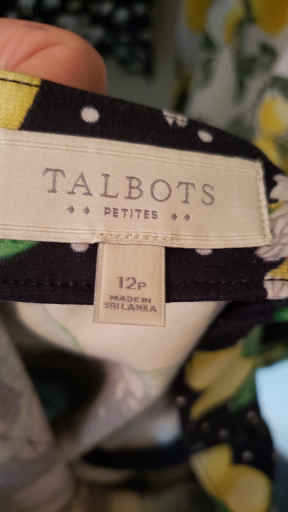 TALBOTS
PETITES
12P
MADE IN
SRI LANKA